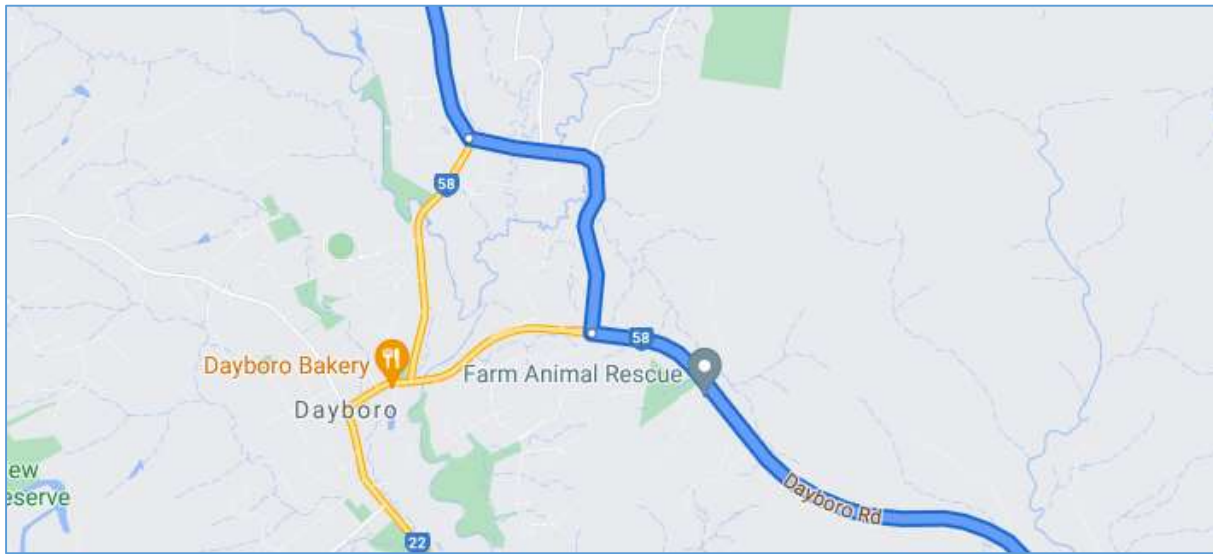 58
58
Dayboro Bakery
Farm Animal Rescue
Dayboro
ew
eserve
Dayboro Rd
22